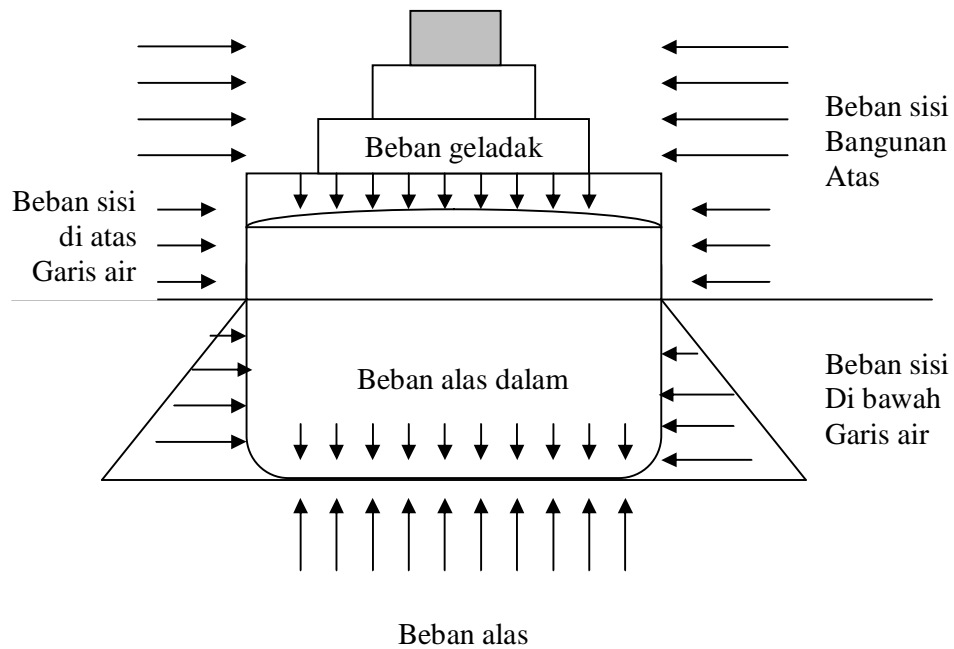 Beban geladak
Beban sisi
Bangunan
Atas
Beban sisi
di atas
Garis air
Beban alas dalam
Beban sisi
Di bawah
Garis air
Beban alas